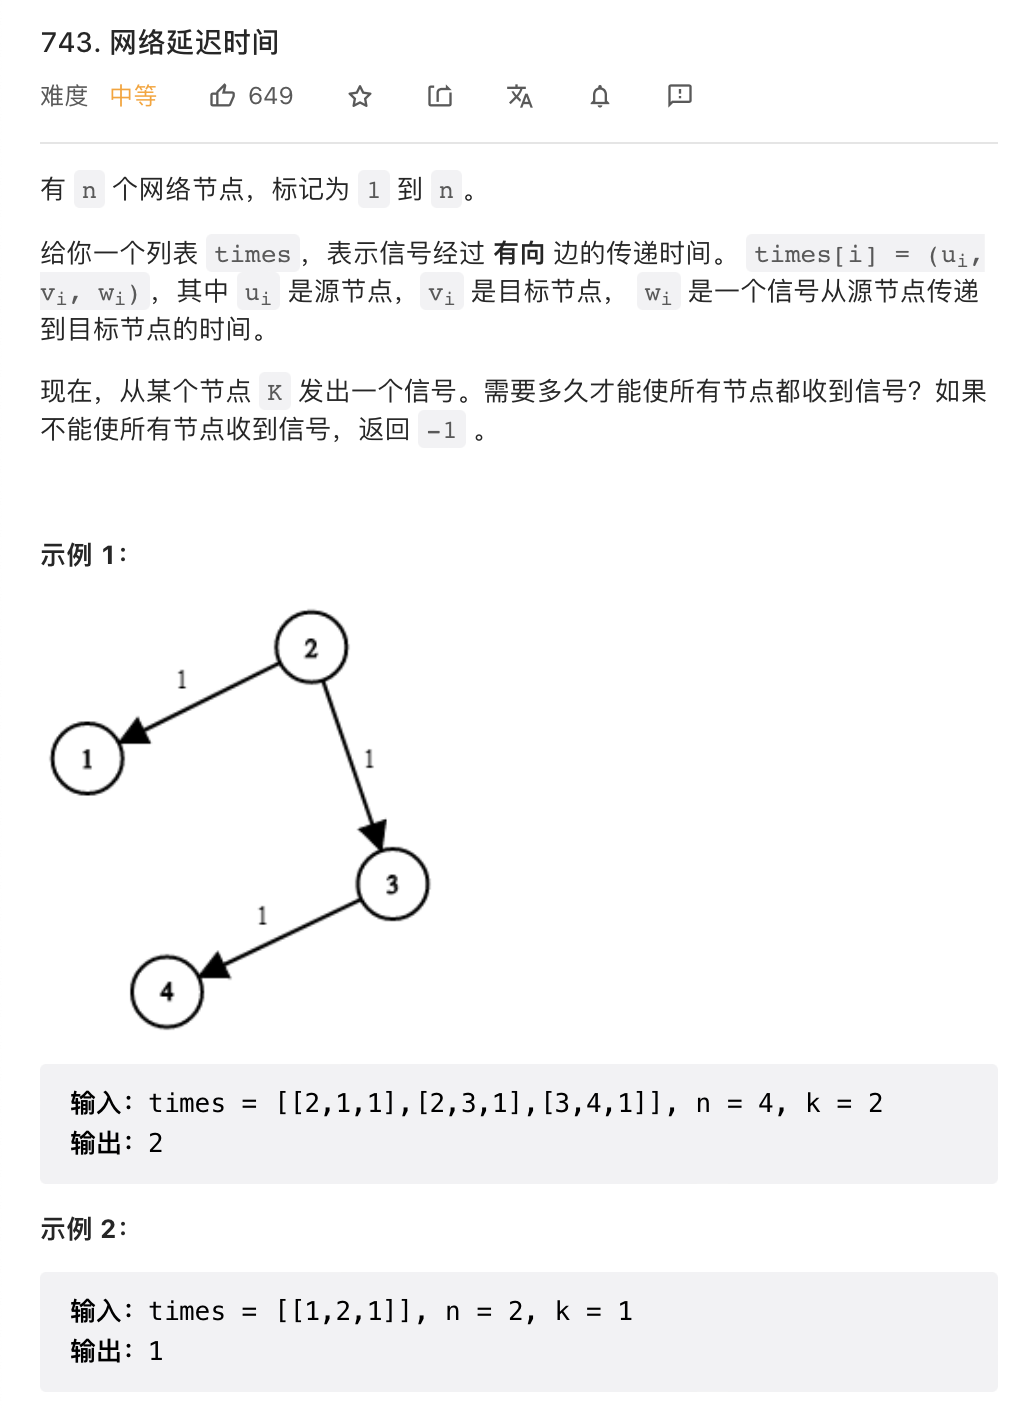 743. 网络延迟时间
难度 中等 649
有 n 个网络节点，标记为 1 到 n 。
给你一个列表 times ，表示信号经过 有向 边的传递时间。 times[i] = (ui,
vi, wi) ，其中 ui 是源节点， vi 是目标节点， wi 是一个信号从源节点传递
到目标节点的时间。
现在，从某个节点 K 发出一个信号。需要多久才能使所有节点都收到信号？如果
不能使所有节点收到信号，返回 -1 。
示例 1：
2
1
1
1
3
1
4
输入：times = [[2,1,1],[2,3,1],[3,4,1]], n = 4, k = 2
输出：2
示例 2：
输入：times = [[1,2,1]], n = 2, k = 1
输出：1